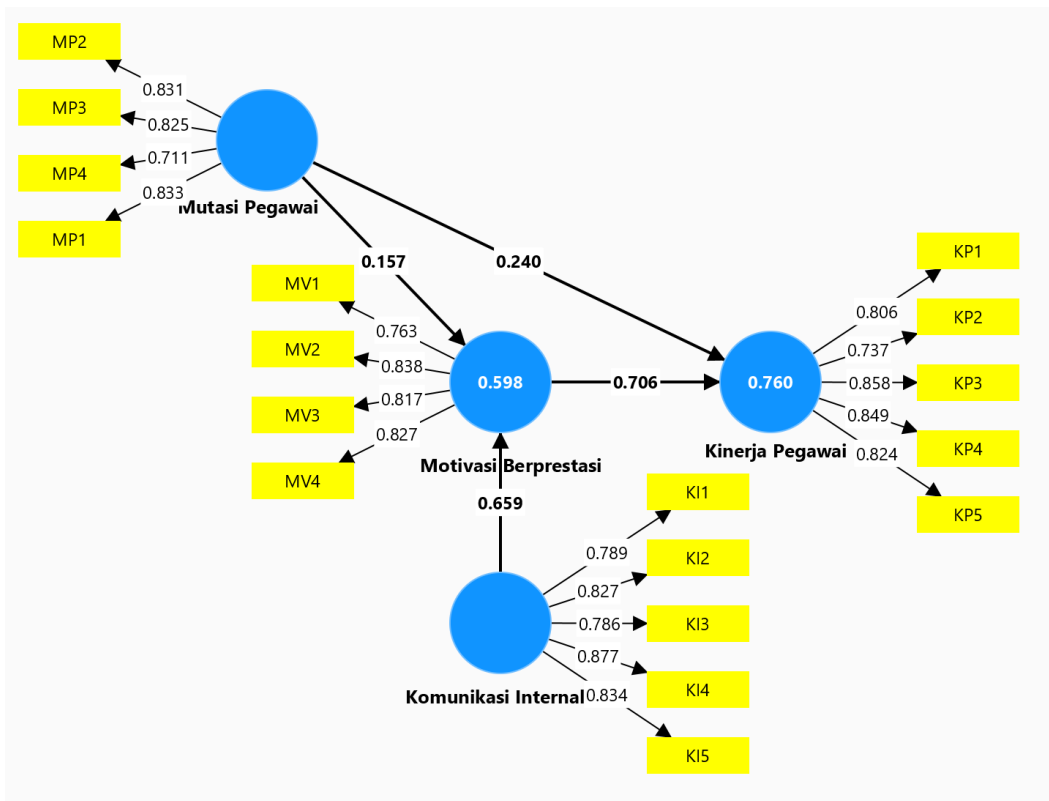 MP2
0.831
MP3
0.825
MP4
0.711
MP1
0.833
Mutasi Pegawai
0.157
0.240
MV1
0.763
MV2
0.838
MV3
0.817
MV4
0.827
0.598
Motivasi Berprestasi
0.706
0.760
Kinerja Pegawai
KP1
0.806
KP2
0.737
KP3
0.858
KP4
0.849
KP5
0.824
0.659
Komunikasi Internal
KI1
0.789
KI2
0.827
KI3
0.786
KI4
0.877
KI5
0.834